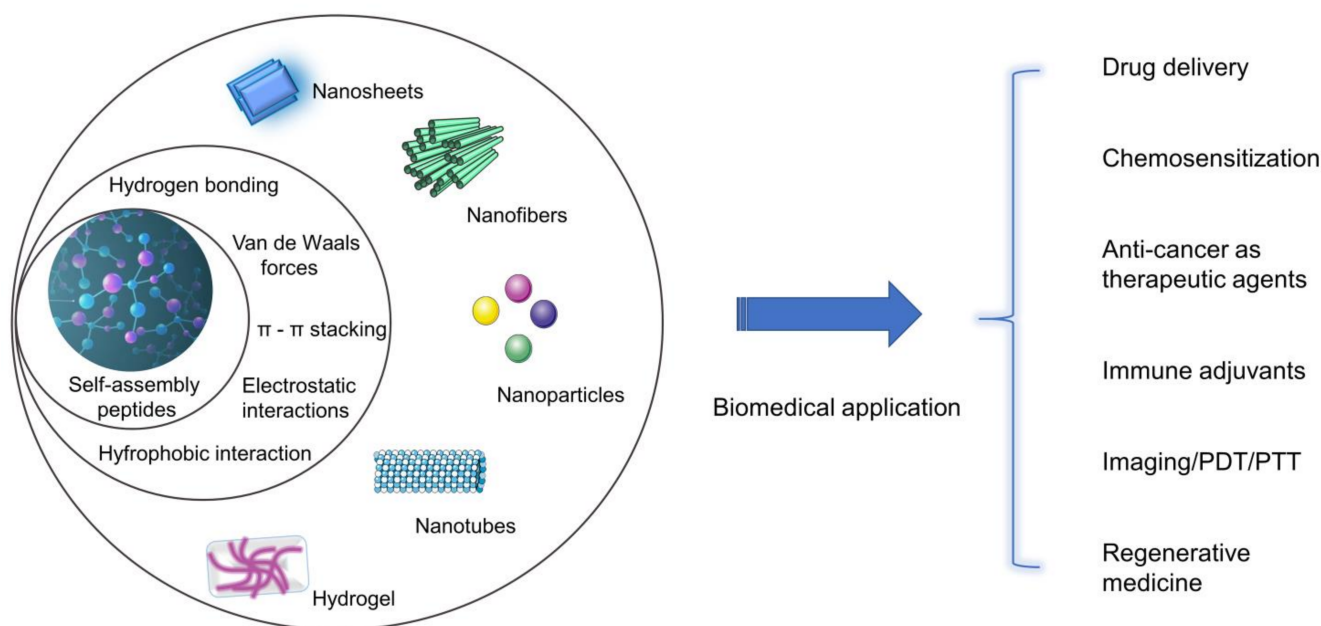 Nanosheets
Nanofibers
Nanoparticles
Nanotubes
Hydrogel
Hydrogen bonding
Van de Waals
forces
π - π stacking
Electrostatic
interactions
Hyfrophobic interaction
Self-assembly
peptides
Biomedical application
Drug delivery
Chemosensitization
Anti-cancer as
therapeutic agents
Immune adjuvants
Imaging/PDT/PTT
Regenerative
medicine